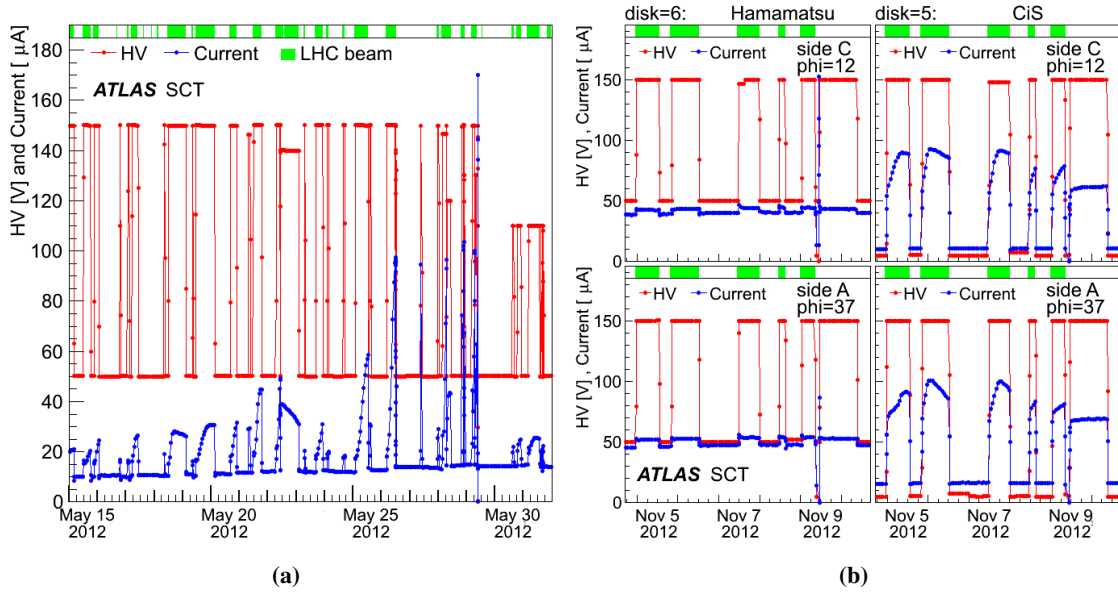 180
160
140
120
100
80
60
40
20
0
HV [V] and Current [ μA]
HV Current LHC beam
ATLAS SCT
May 15 2012
May 20 2012
May 25 2012
May 30 2012
(a)
disk=6: Hamamatsu
disk=5: CiS
HV [V] , Current [ μA]
150
100
50
0
HV Current
side C
phi=12
HV Current
side C
phi=12
HV [V] , Current [ μA]
150
100
50
0
HV Current
side A
phi=37
ATLAS SCT
HV Current
side A
phi=37
Nov 5 2012
Nov 7 2012
Nov 9 2012
Nov 5 2012
Nov 7 2012
Nov 9 2012
(b)